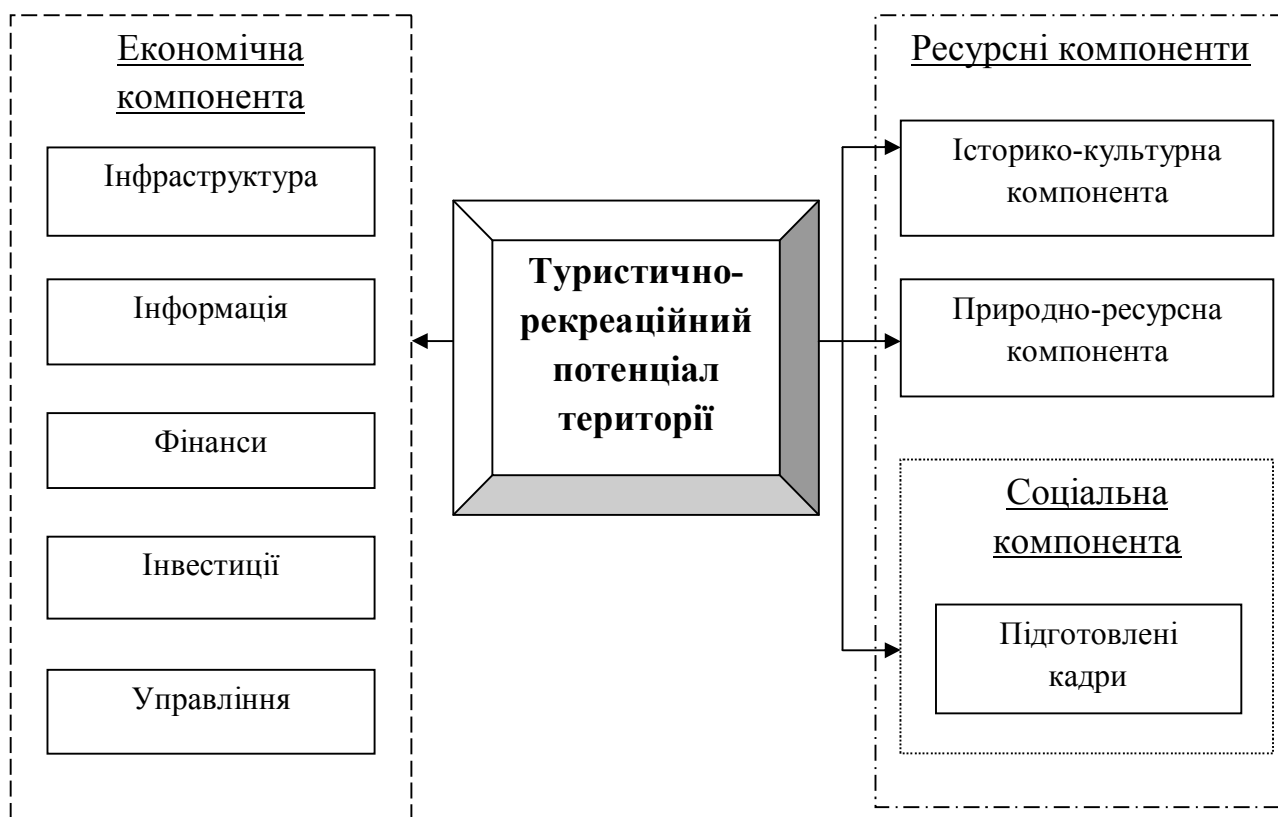 Економічна
компонента
Інфраструктура
Інформація
Фінанси
Інвестиції
Управління
Туристично-
рекреаційний
потенціал
території
Ресурсні компоненти
Історико-культурна
компонента
Природно-ресурсна
компонента
Соціальна
компонента
Підготовлені
кадри